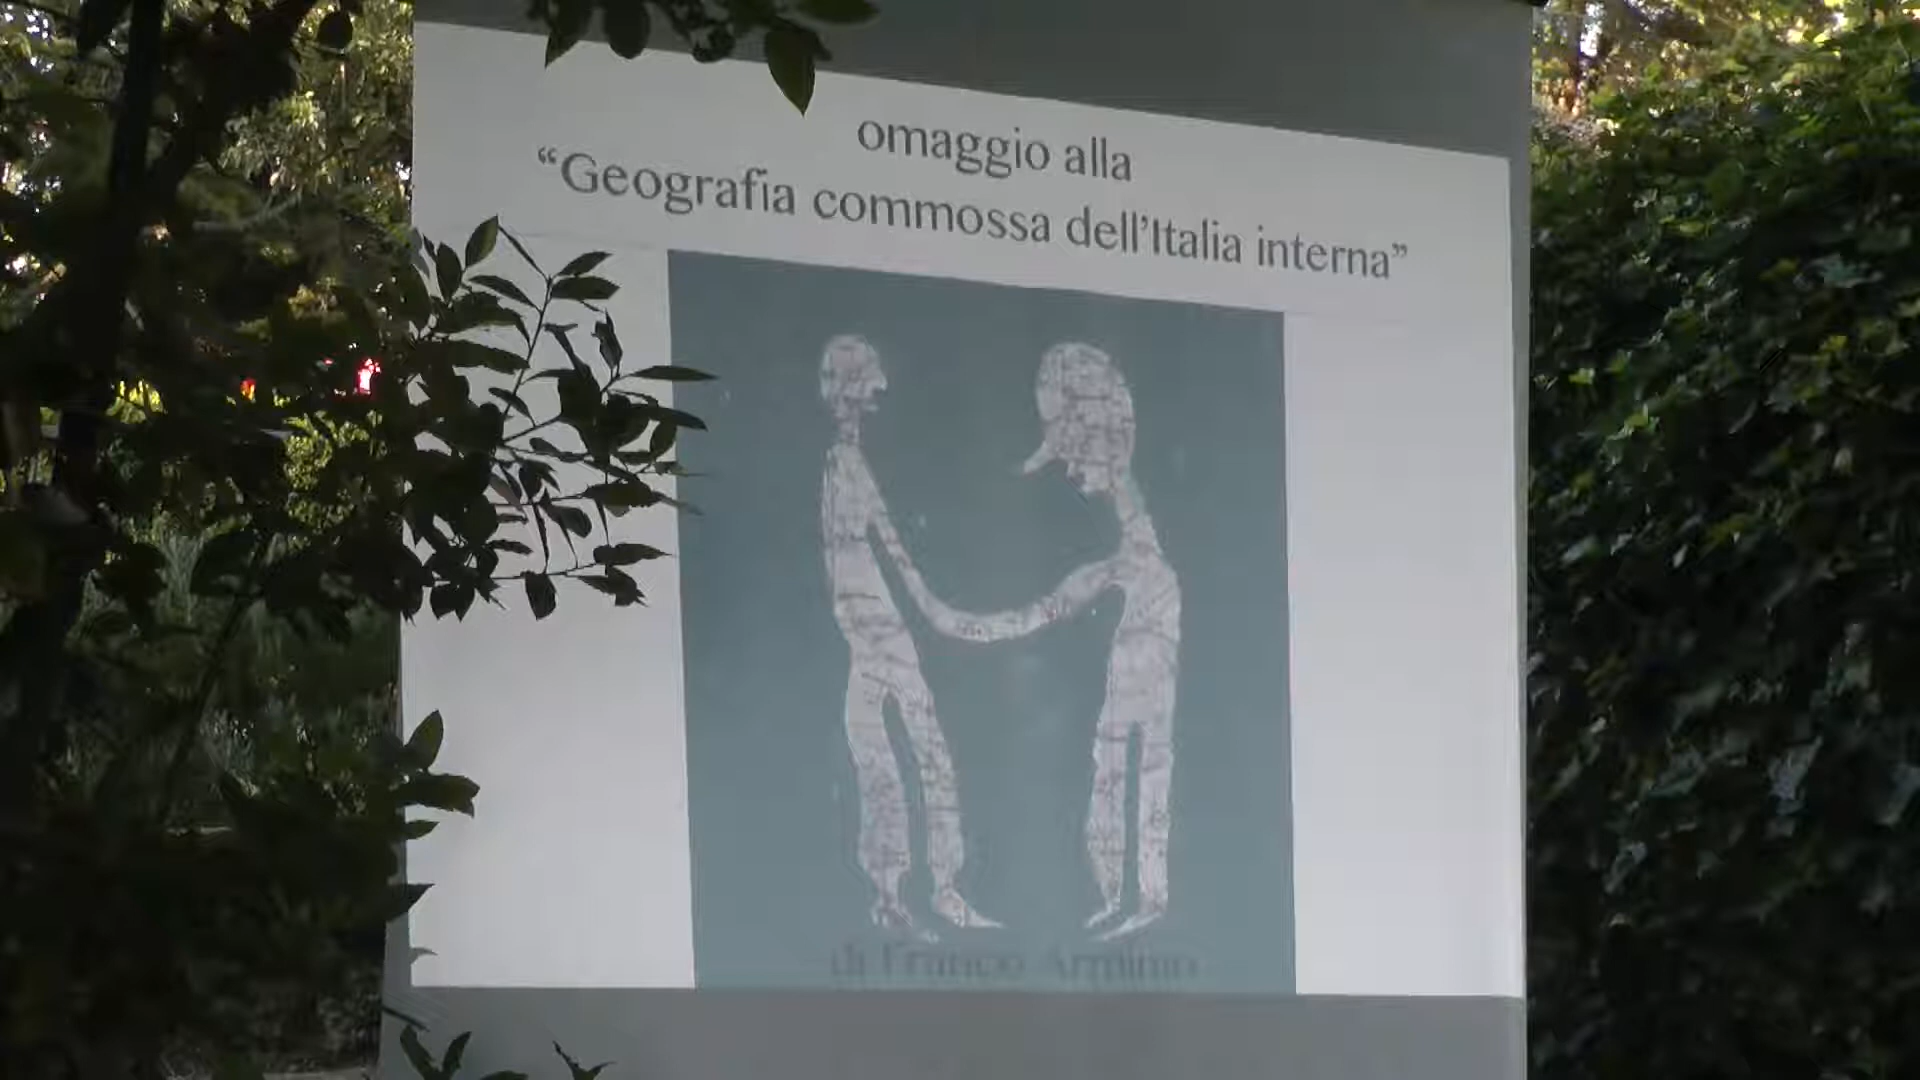 omaggio alla
“Geografia commossa dell’Italia interna”
di Franco Arminio